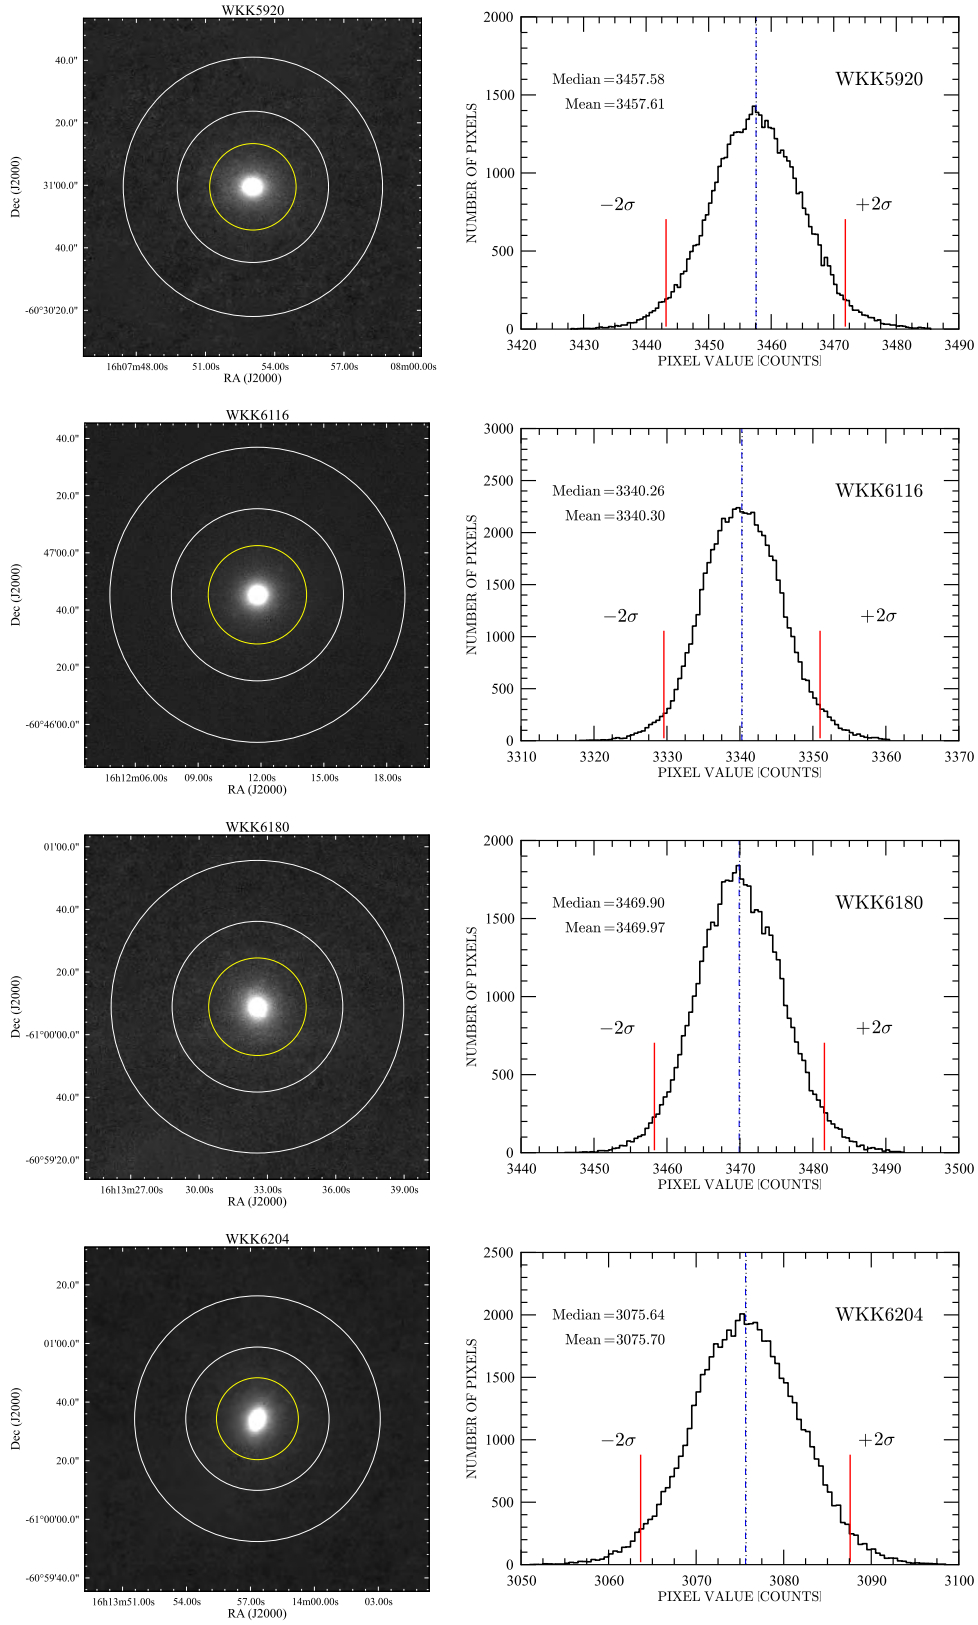 WKK5920
40.0"
20.0"
31'00.0"
40.0"
-60°30'20.0"
Dec (J2000)
16h07m48.00s 51.00s 54.00s 57.00s 08m00.00s
RA (J2000)
2000
1500
1000
500
0
NUMBER OF PIXELS
Median=3457.58
Mean=3457.61
WKK5920
−2σ +2σ
3420 3430 3440 3450 3460 3470 3480 3490
PIXEL VALUE [COUNTS]
WKK6116
40.0"
20.0"
47'00.0"
40.0"
20.0"
-60°46'00.0"
Dec (J2000)
16h12m06.00s 09.00s 12.00s 15.00s 18.00s
RA (J2000)
3000
2500
2000
1500
1000
500
0
NUMBER OF PIXELS
Median=3340.26
Mean=3340.30
WKK6116
−2σ +2σ
3310 3320 3330 3340 3350 3360 3370
PIXEL VALUE [COUNTS]
WKK6180
01'00.0"
40.0"
20.0"
-61°00'00.0"
40.0"
-60°59'20.0"
Dec (J2000)
16h13m27.00s 30.00s 33.00s 36.00s 39.00s
RA (J2000)
2000
1500
1000
500
0
NUMBER OF PIXELS
Median=3469.90
Mean=3469.97
WKK6180
−2σ +2σ
3440 3450 3460 3470 3480 3490 3500
PIXEL VALUE [COUNTS]
WKK6204
20.0"
01'00.0"
40.0"
20.0"
-61°00'00.0"
-60°59'40.0"
Dec (J2000)
16h13m51.00s 54.00s 57.00s 14m00.00s 03.00s
RA (J2000)
2500
2000
1500
1000
500
0
NUMBER OF PIXELS
Median=3075.64
Mean=3075.70
WKK6204
−2σ +2σ
3050 3060 3070 3080 3090 3100
PIXEL VALUE [COUNTS]